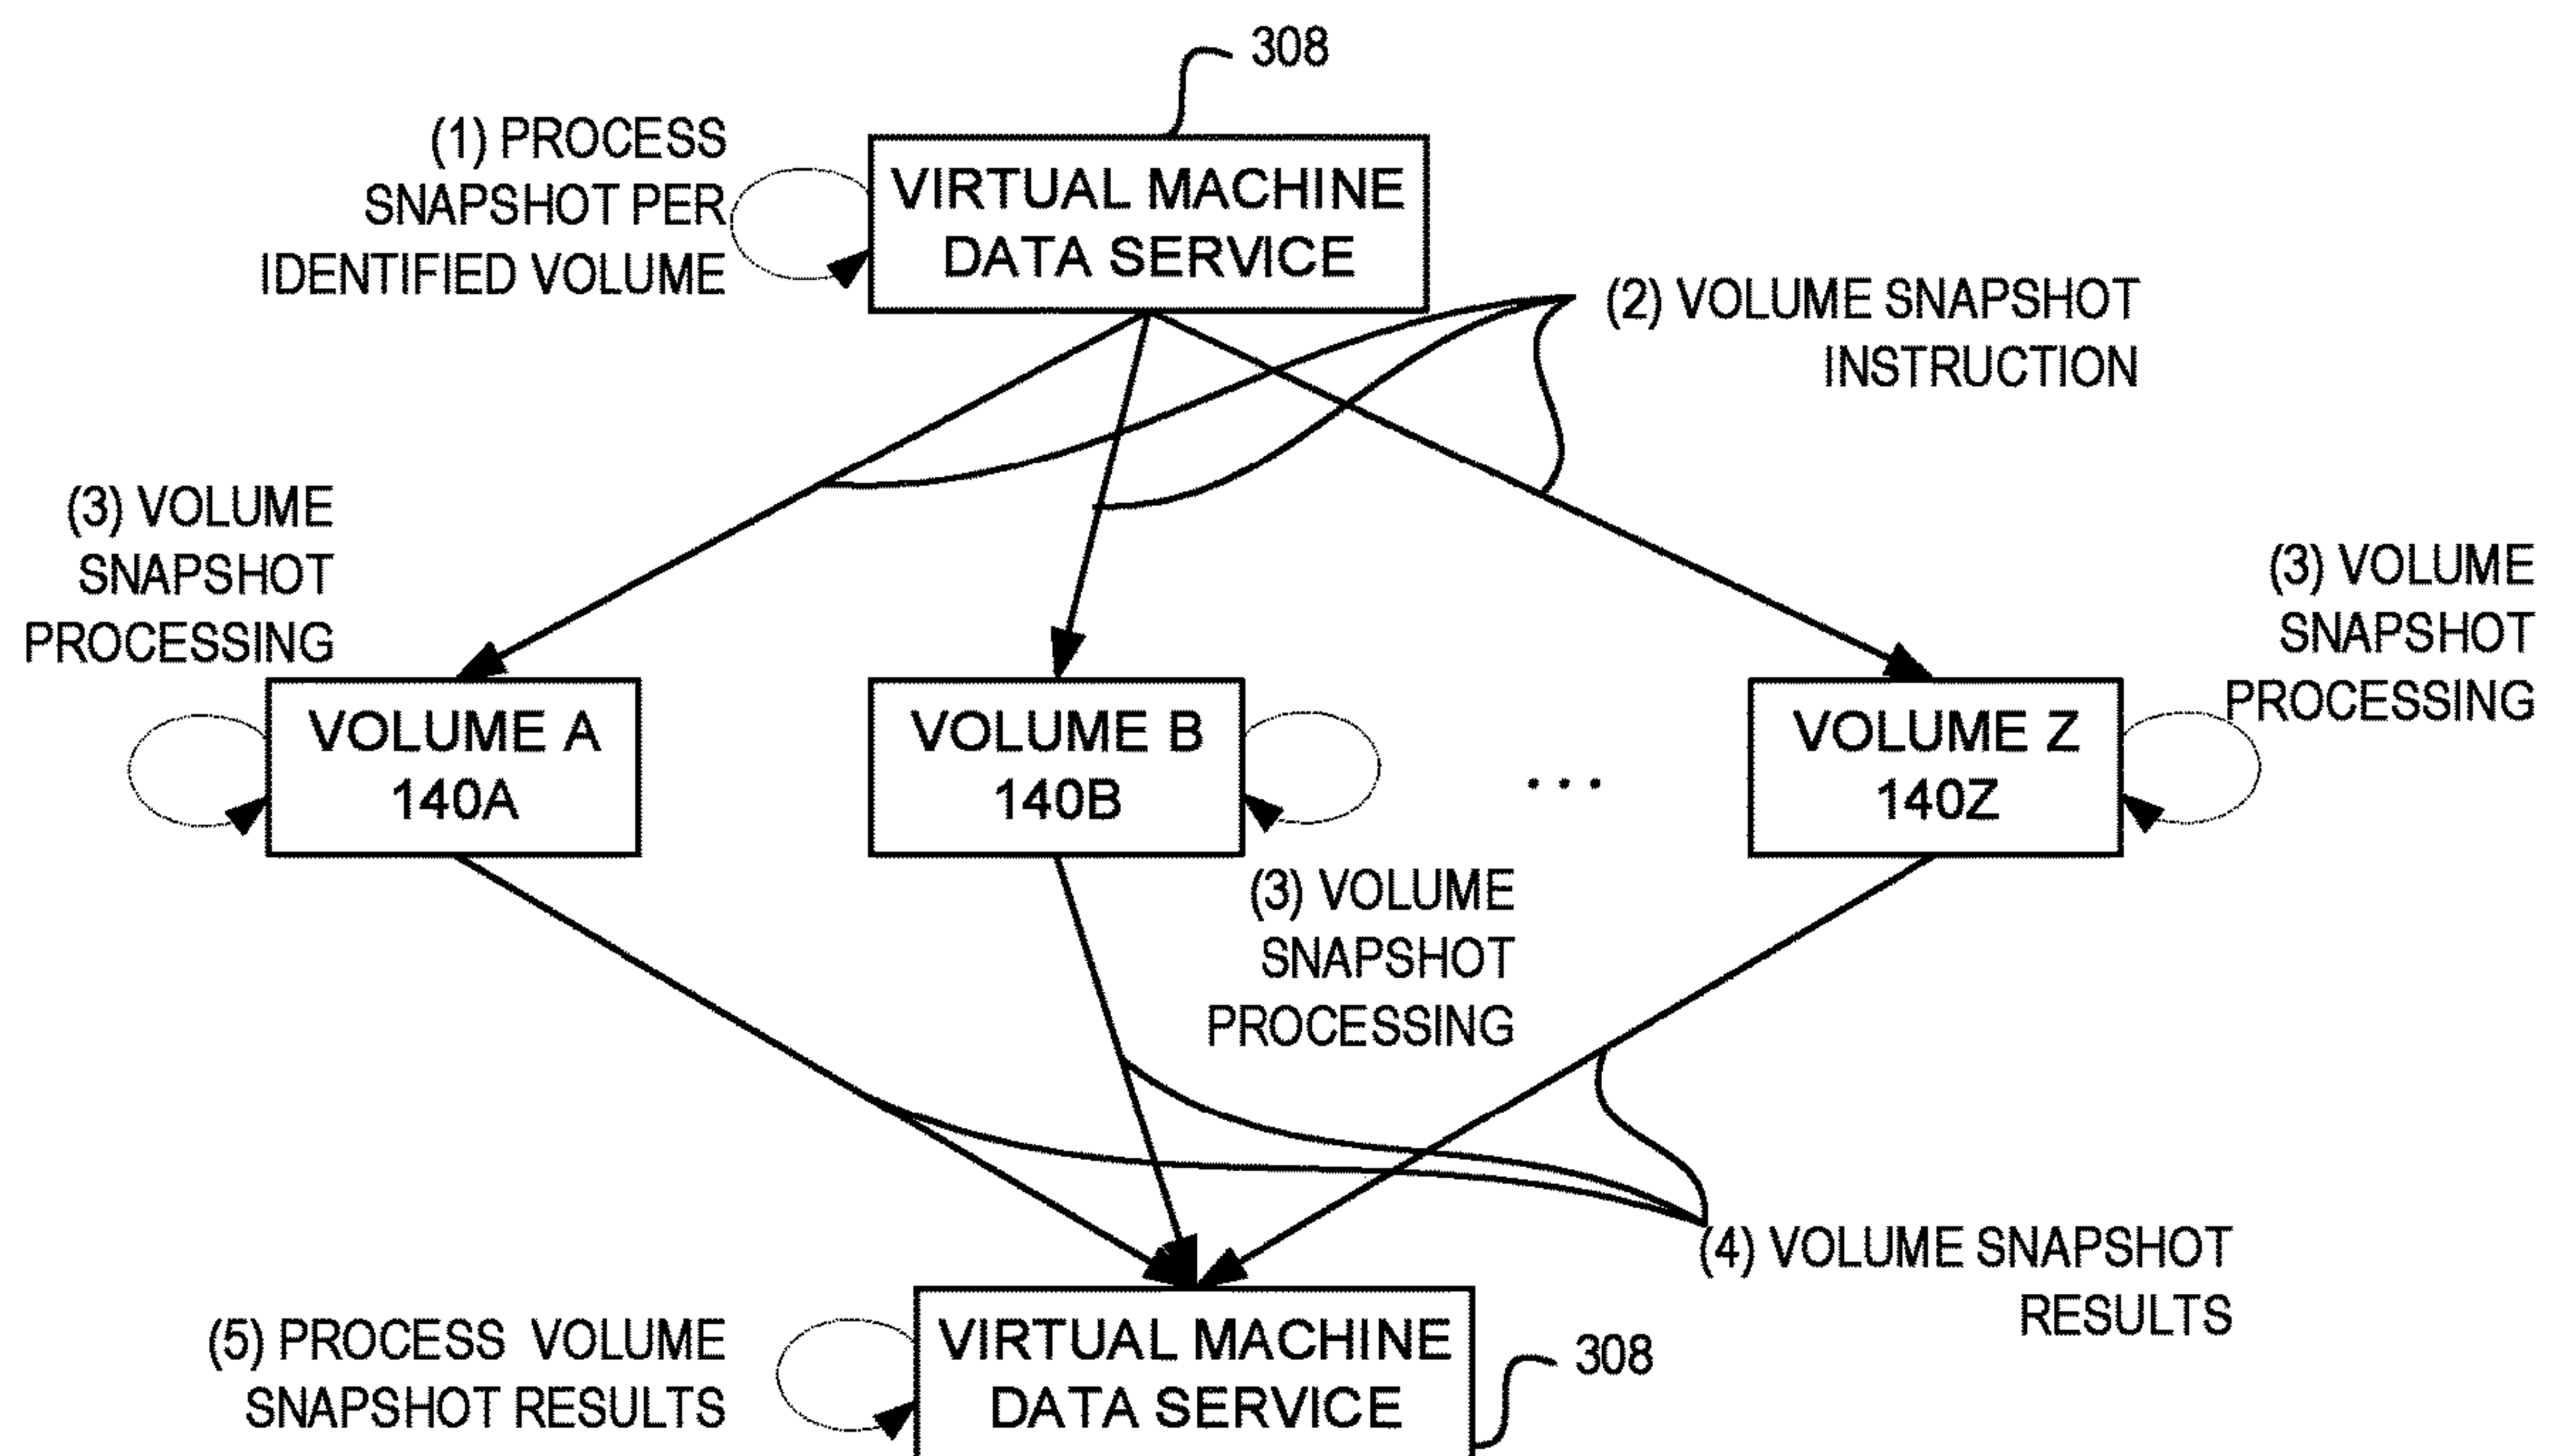 308
(1) PROCESS
SNAPSHOT PER
IDENTIFIED VOLUME
VIRTUAL MACHINE
DATA SERVICE
(2) VOLUME SNAPSHOT
INSTRUCTION
(3) VOLUME
SNAPSHOT
PROCESSING
(3) VOLUME
SNAPSHOT
PROCESSING
VOLUME A
140A
VOLUME B
140B
...
VOLUME Z
140Z
(3) VOLUME
SNAPSHOT
PROCESSING
(4) VOLUME SNAPSHOT
RESULTS
(5) PROCESS VOLUME
SNAPSHOT RESULTS
VIRTUAL MACHINE
DATA SERVICE
308